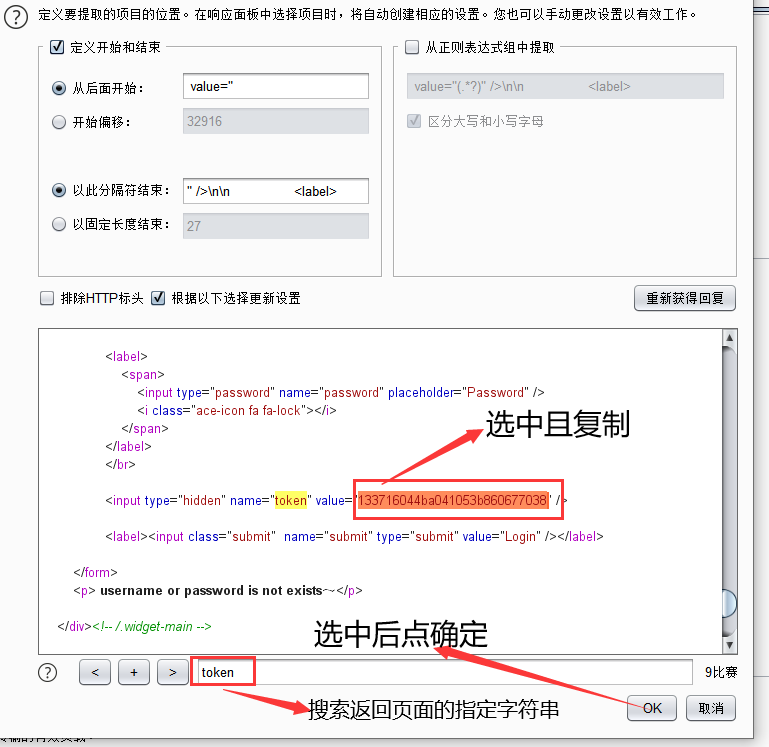 定义要提取的项目的位置。在响应面板中选择项目时，将自动创建相应的设置。您也可以手动更改设置以有效工作。
定义开始和结束
从正则表达式组中提取
从后面开始：
value="
value="(.*?)" />\n\n <label>
开始偏移：
32916
区分大写和小写字母
以此分隔符结束：
" />\n\n <label>
以固定长度结束：
27
排除HTTP标头
根据以下选择更新设置
重新获得回复
<label>
<span>
<input type="password" name="password" placeholder="Password" />
<i class="ace-icon fa fa-lock"></i>
</span>
</label>
</br>
选中且复制
<input type="hidden" name="token" value="133716044ba041053b860677038" />
<label><input class="submit"  name="submit" type="submit" value="Login" /></label>
</form>
<p> username or password is not exists~</p>
</div><!-- /.widget-main -->
选中后点确定
?
<
+
>
token
9比赛
搜索返回页面的指定字符串
OK
取消